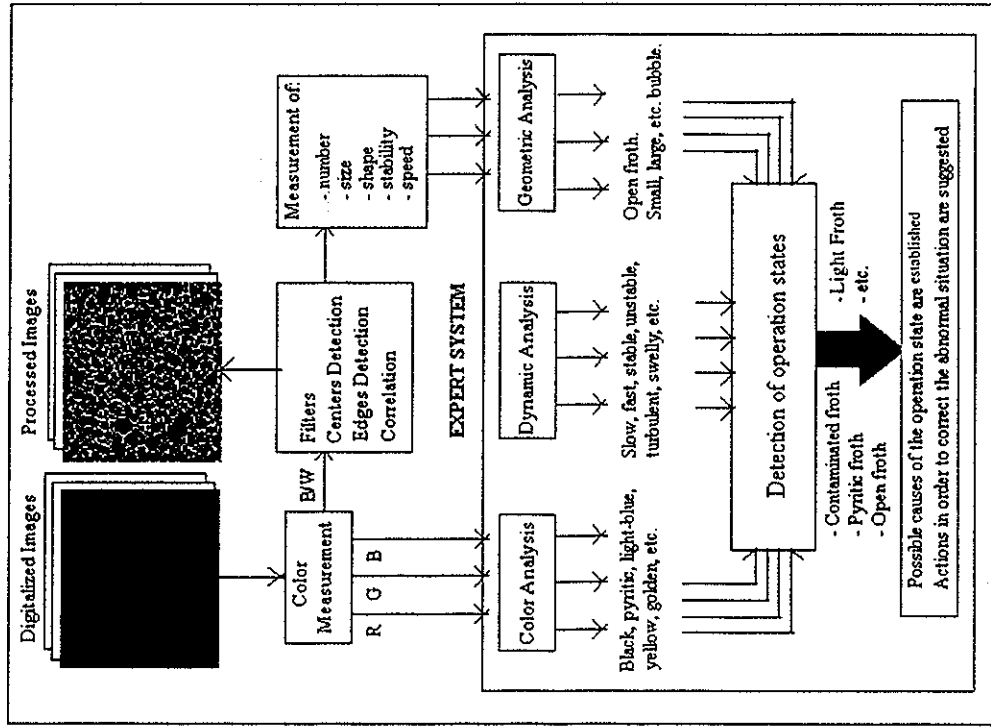 Digitalized Images
Processed Images
Color
Measurement
B/W
Filters
Centers Detection
Edges Detection
Correlation
Measurement of:
- number
- size
- shape
- stability
- speed
R G B
EXPERT SYSTEM
Color Analysis
Dynamic Analysis
Geometric Analysis
Black, pyritic, light-blue,
yellow, golden, etc.
Slow, fast, stable, unstable,
turbulent, swelly, etc.
Open froth.
Small, large, etc. bubble.
Detection of operation states
- Contaminated froth
- Pyritic froth
- Open froth
- Light Froth
- etc.
Possible causes of the operation state are established
Actions in order to correct the abnormal situation are suggested